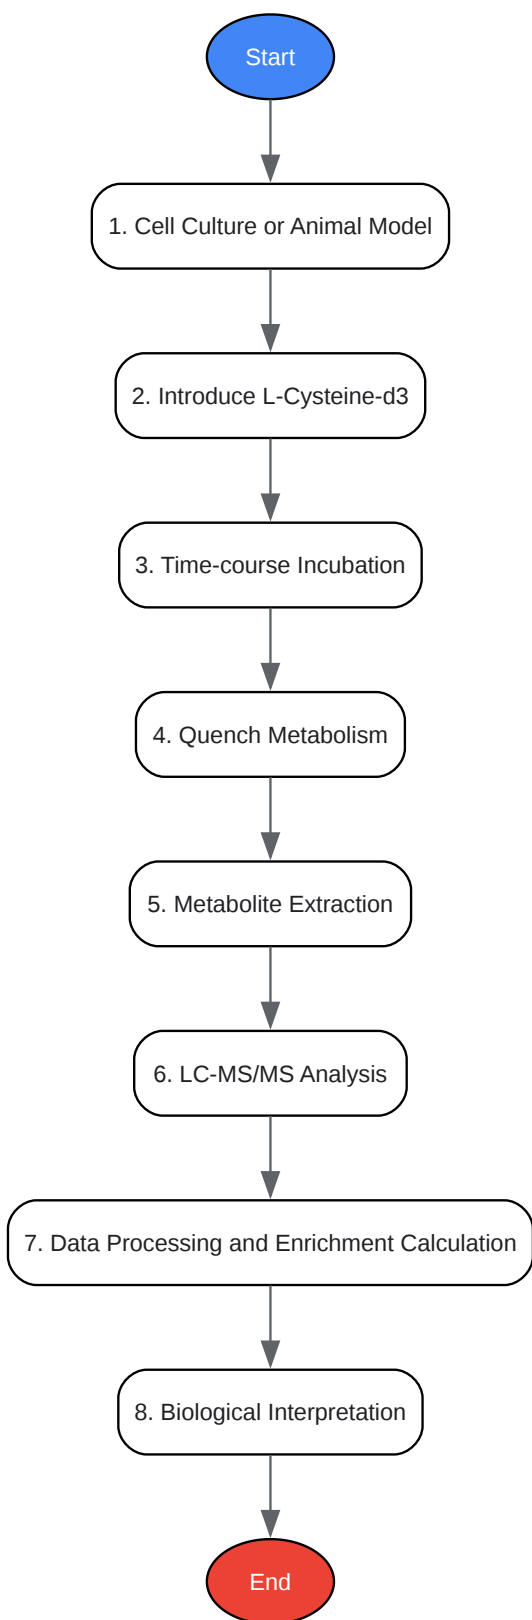 Start
1. Cell Culture or Animal Model
2. Introduce L-Cysteine-d3
3. Time-course Incubation
4. Quench Metabolism
5. Metabolite Extraction
6. LC-MS/MS Analysis
7. Data Processing and Enrichment Calculation
8. Biological Interpretation
End